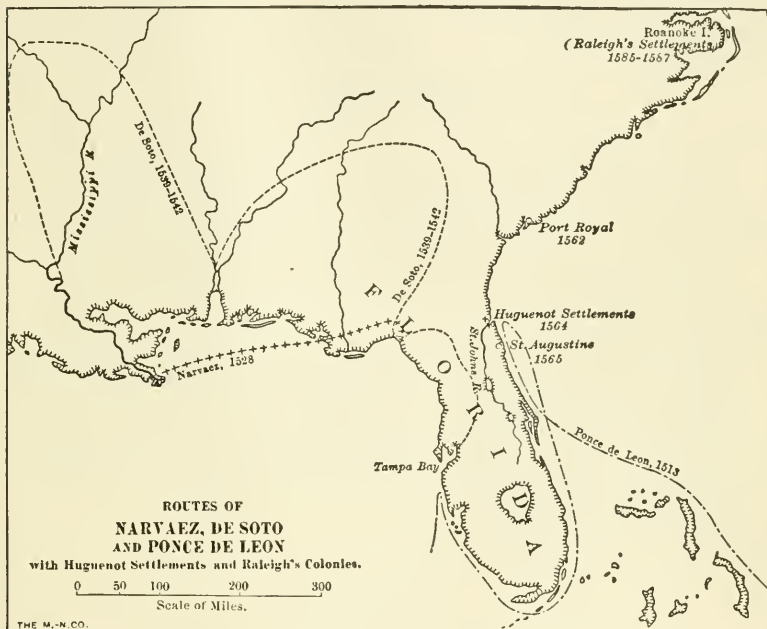 Roanoke I.
(Raleigh's Settlements
1585-1587
De Soto, 1539-1542
Mississippi R
Port Royal
1562
De Soto, 1539-1542
Huguenot Settlements
1564
St. Augustine
1565
St. Johns R.
Narvaez, 1528
FLORIDA
Ponce de Leon, 1513
Tampa Bay
ROUTES OF
NARVAEZ, DE SOTO
AND PONCE DE LEON
with Huguenot Settlements and Raleigh's Colonies.
0 50 100 200 300
Scale of Miles.
THE M.-N. CO.